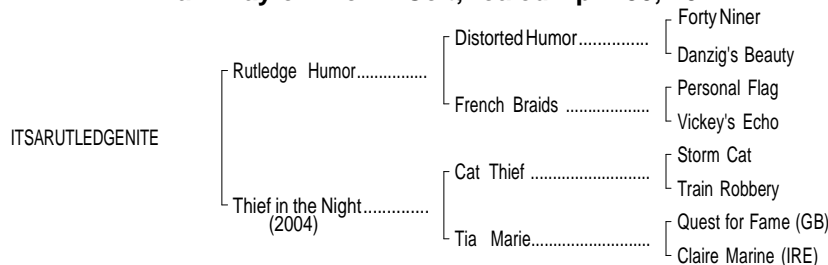 Forty Niner
Distorted Humor...............
Danzig's Beauty
Rutledge Humor................
Personal Flag
French Braids ...................
Vickey's Echo
ITSARUTLEDGENITE
Storm Cat
Cat Thief ...........................
Train Robbery
Thief in the Night..............
(2004)
Quest for Fame (GB)
Tia Marie...........................
Claire Marine (IRE)